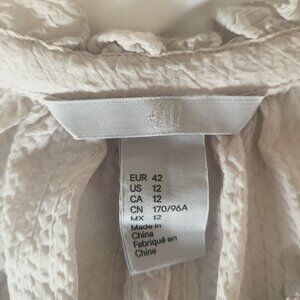 H&M
EUR 42
US 12
CA 12
CN 170/96A
MX 12
Made in
China
Fabriqué en
Chine